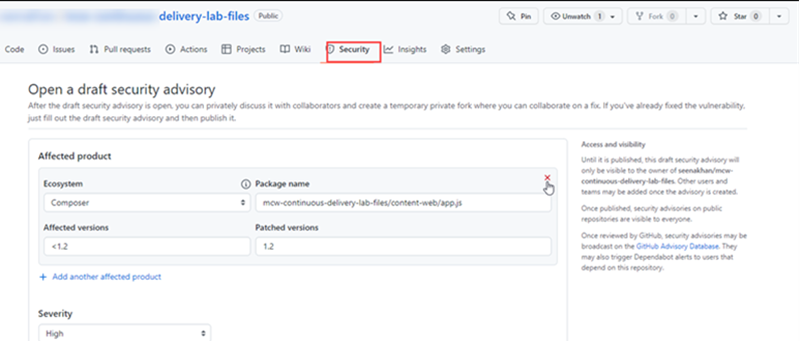 delivery-lab-files Public Pin Unwatch 1 Fork 0 Star 0
Code Issues Pull requests Actions Projects Wiki Security Insights Settings
Open a draft security advisory
After the draft security advisory is open, you can privately discuss it with collaborators and create a temporary private fork where you can collaborate on a fix. If you've already fixed the vulnerability,
just fill out the draft security advisory and then publish it.
Affected product
Ecosystem Package name
Composer mcw-continuous-delivery-lab-files/content-web/app.js
Affected versions Patched versions
<1.2 1.2
+ Add another affected product
Severity
High
Access and visibility
Until it is published, this draft security advisory will
only be visible to the owner of seenakhan/mcw-
continuous-delivery-lab-files. Other users and
teams may be added once the advisory is created.
Once published, security advisories on public
repositories are visible to everyone.
Once reviewed by GitHub, security advisories may be
broadcast on the GitHub Advisory Database. They
may also trigger Dependabot alerts to users that
depend on this repository.